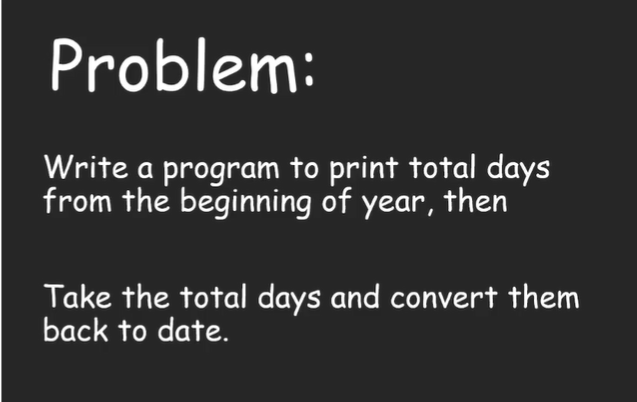 Problem:
Write a program to print total days
from the beginning of year, then
Take the total days and convert them
back to date.